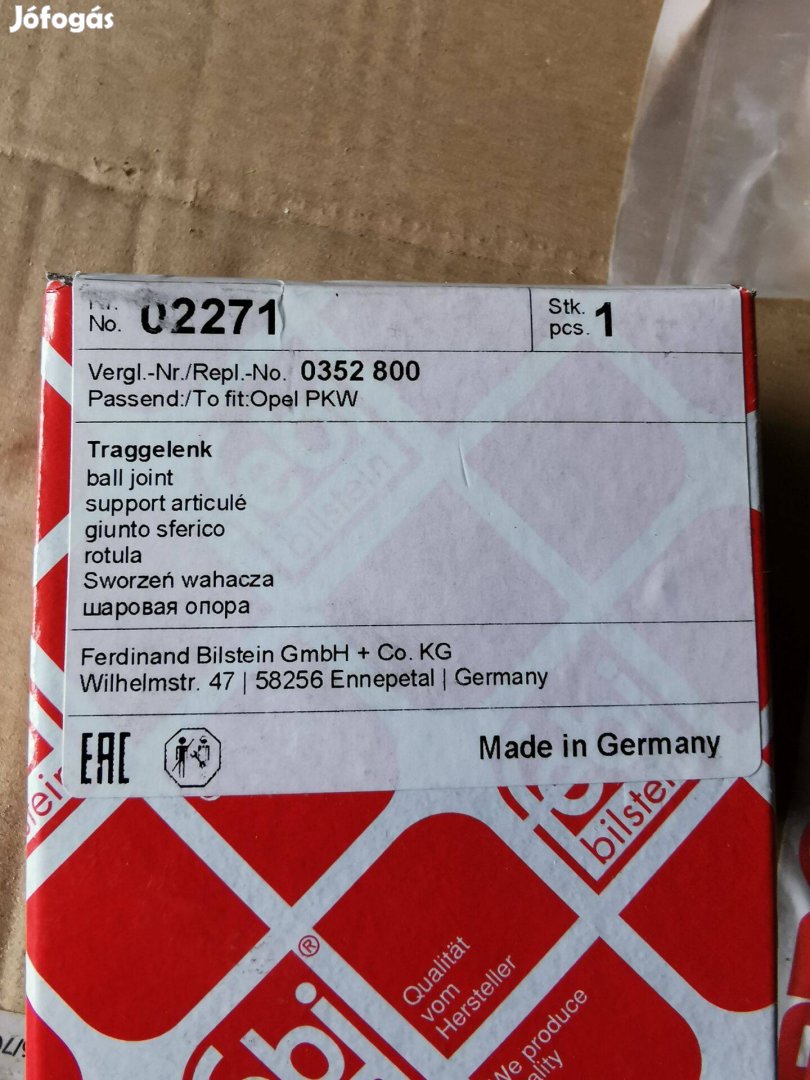 Jófogás
Nr.
No. 02271
Stk.
pcs. 1
Vergl.-Nr./Repl.-No. 0352 800
Passend:/To fit:Opel PKW
Traggelenk
ball joint
support articulé
giunto sferico
rotula
Sworzeń wahacza
шаровая опора
Ferdinand Bilstein GmbH + Co. KG
Wilhelmstr. 47 | 58256 Ennepetal | Germany
EAC
Made in Germany
bilstein
®
Qualität
vom
Hersteller
We produce